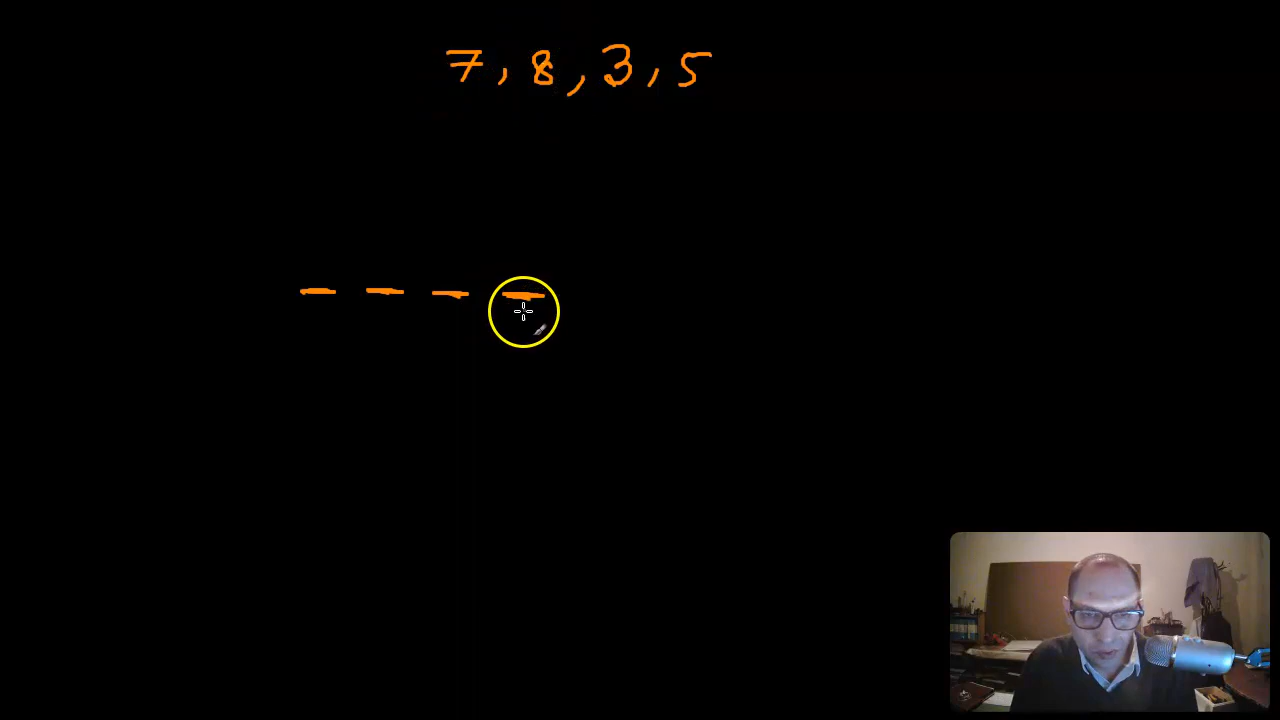 7, 8, 3, 5
_ _ _ _